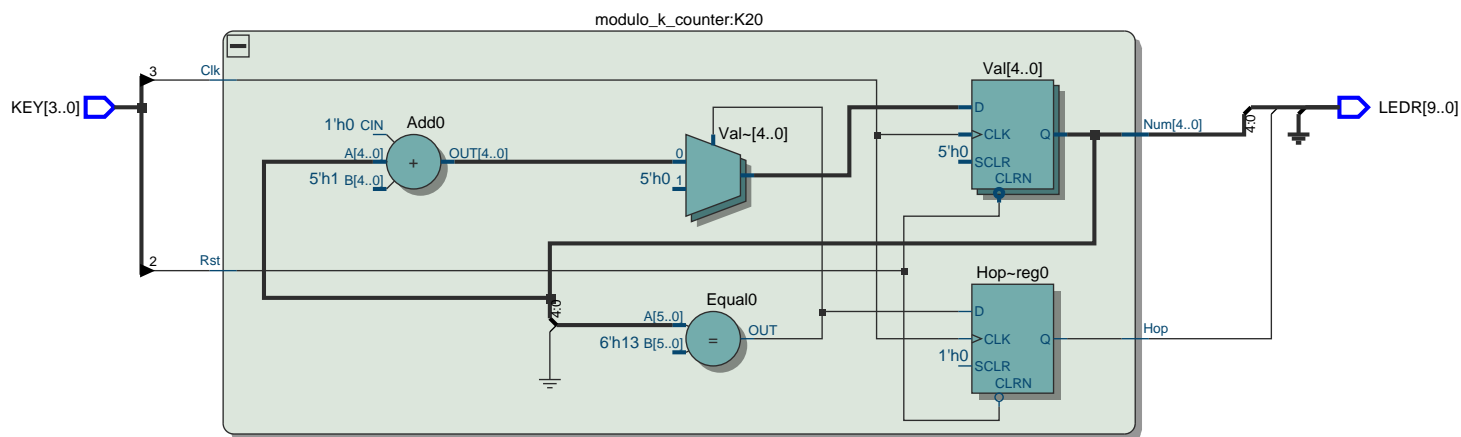 modulo_k_counter:K20
KEY[3..0]
3
Clk
2
Rst
1'h0 CIN
A[4..0]
5'h1 B[4..0]
Add0
+
OUT[4..0]
0
5'h0 1
Val~[4..0]
Val[4..0]
D
CLK
5'h0
SCLR
CLRN
Q
Num[4..0]
4:0
LEDR[9..0]
4:0
A[5..0]
6'h13 B[5..0]
Equal0
=
OUT
Hop~reg0
D
CLK
1'h0
SCLR
CLRN
Q
Hop